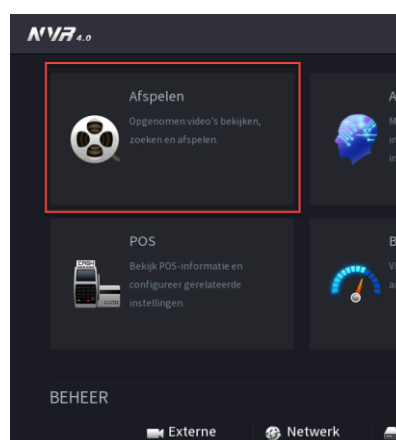 NVR 4.0
Afspelen
Opgenomen video's bekijken,
zoeken en afspelen.
POS
Bekijk POS-informatie en
configureer gerelateerde
instellingen.
CASH
BEHEER
Externe
Netwerk